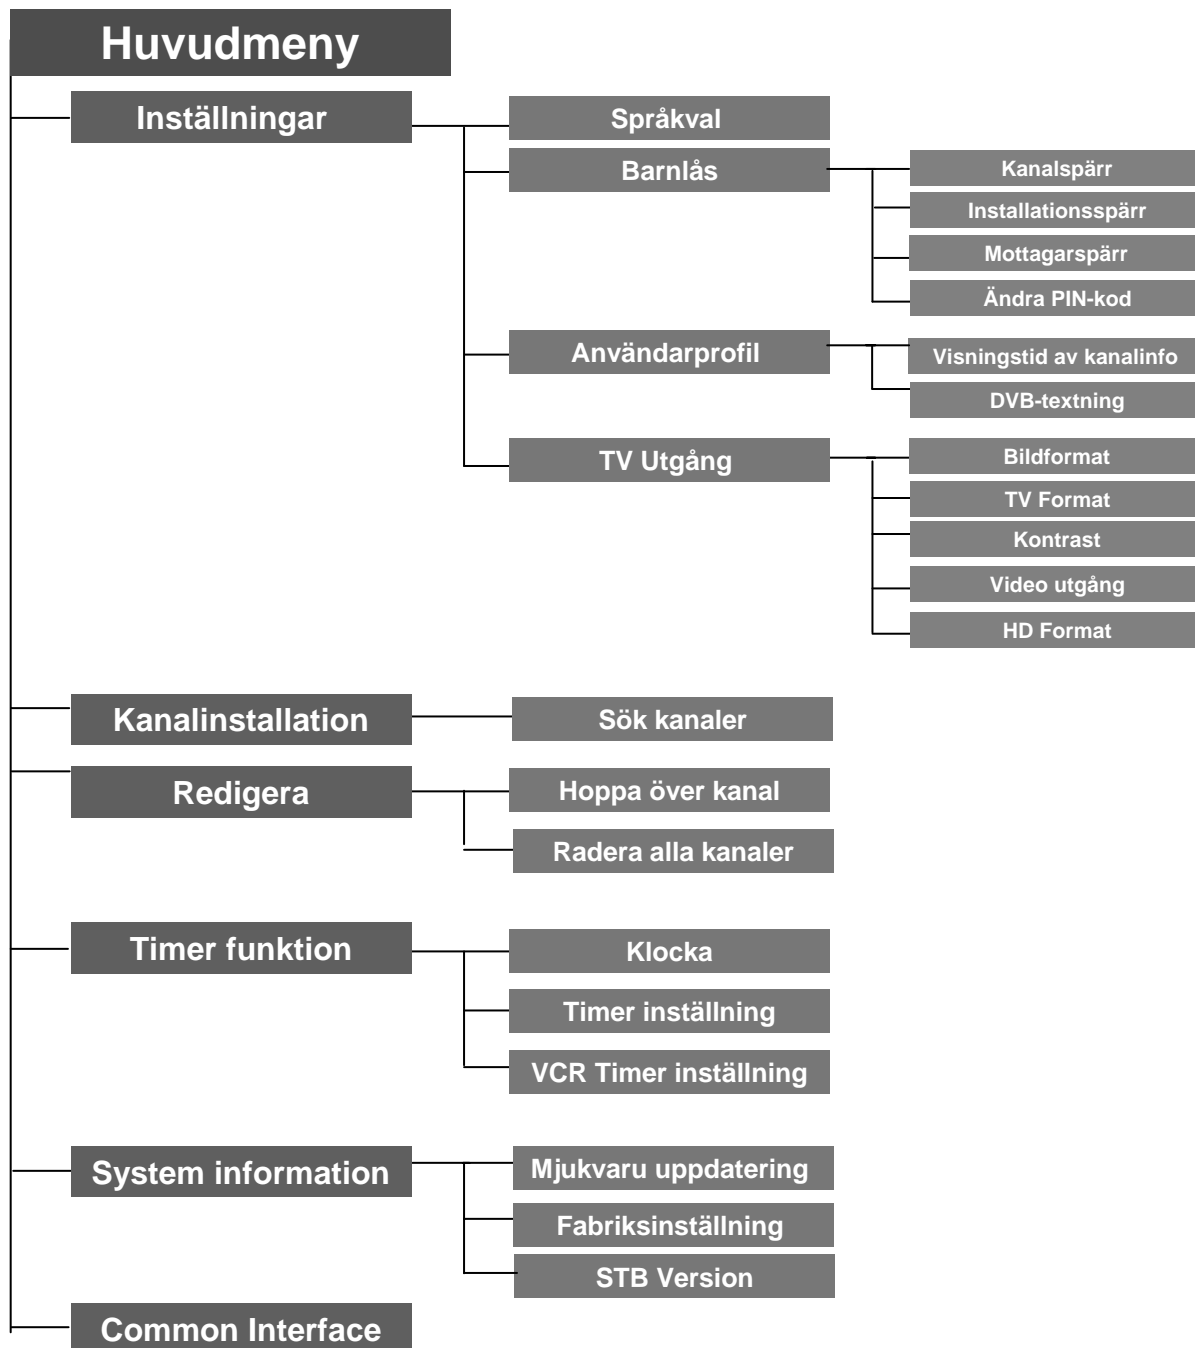 Huvudmeny
Inställningar
Språkval
Barnlås
Kanalspärr
Installationsspärr
Mottagarspärr
Ändra PIN-kod
Användarprofil
Visningstid av kanalinfo
DVB-textning
TV Utgång
Bildformat
TV Format
Kontrast
Video utgång
HD Format
Kanalinstallation
Sök kanaler
Redigera
Hoppa över kanal
Radera alla kanaler
Timer funktion
Klocka
Timer inställning
VCR Timer inställning
System information
Mjukvaru uppdatering
Fabriksinställning
STB Version
Common Interface